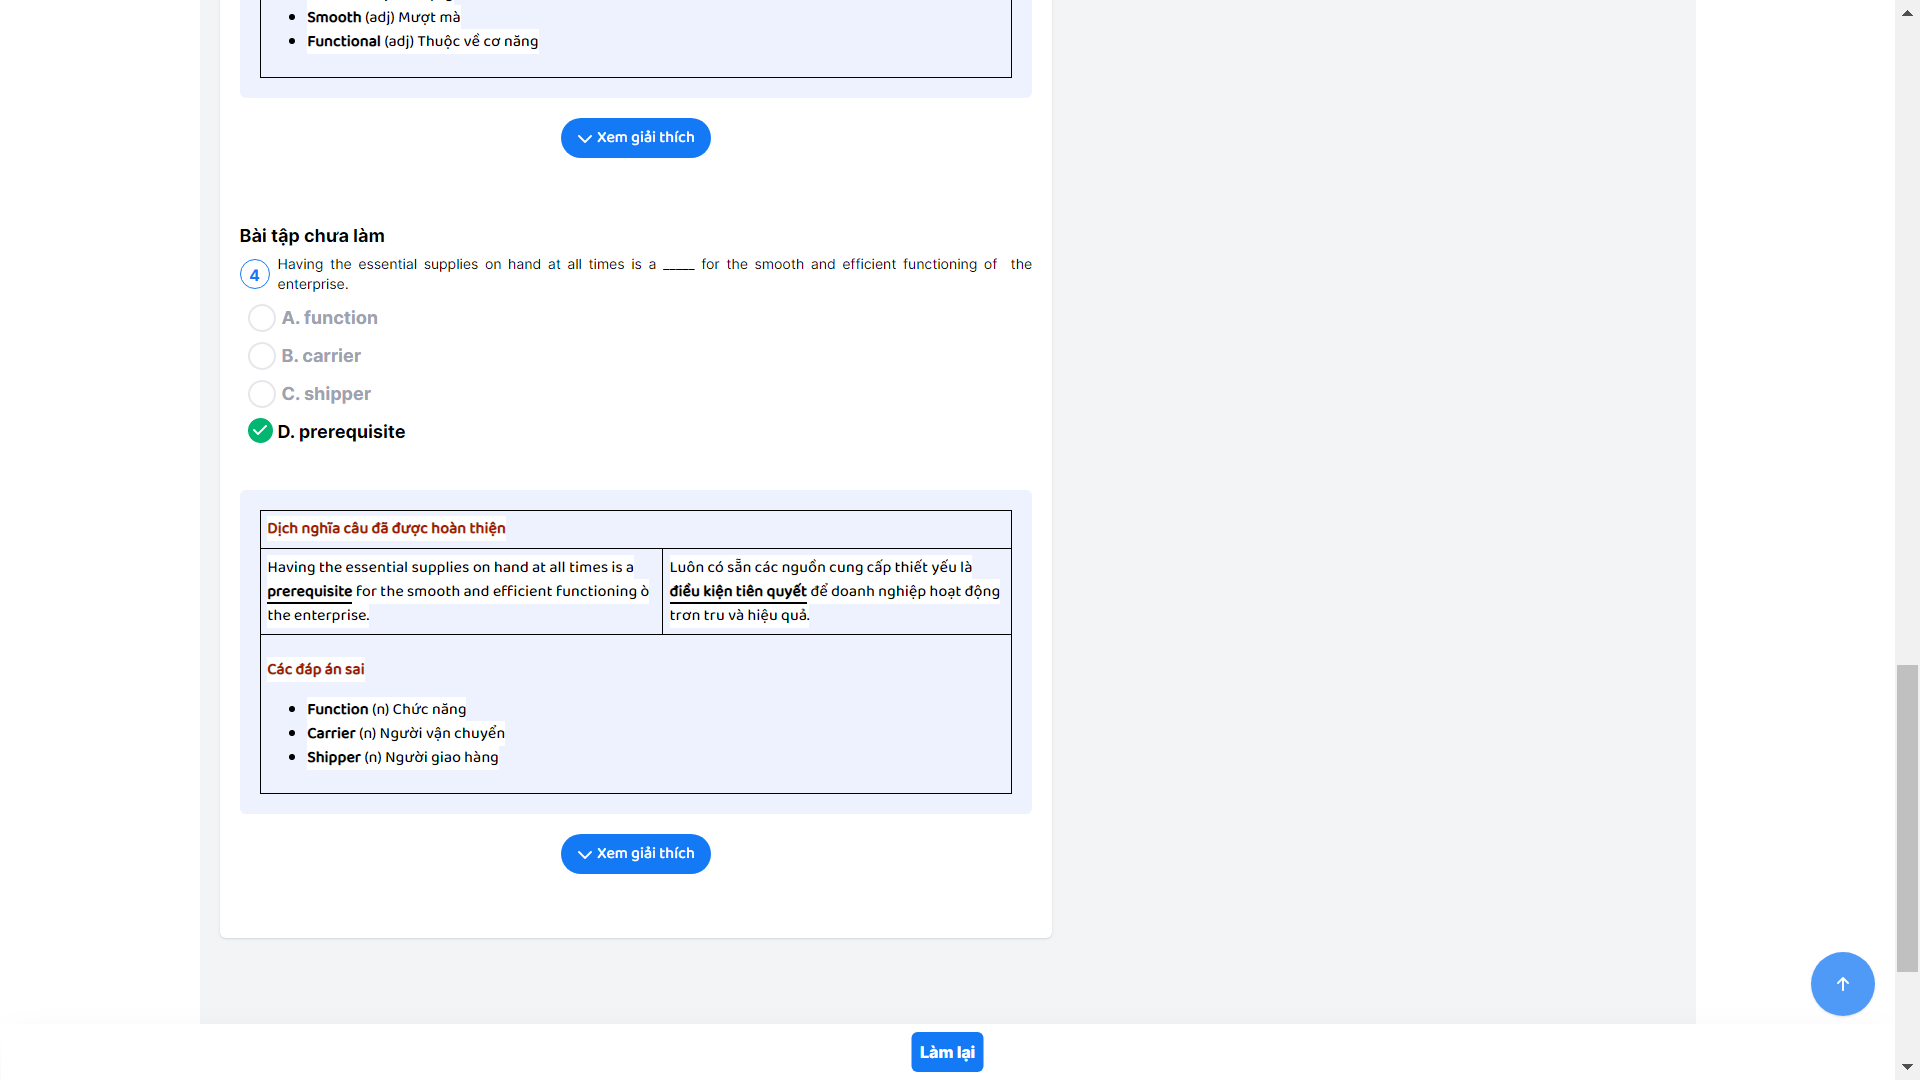 Smooth (adj) Mượt mà
Functional (adj) Thuộc về cơ năng
Xem giải thích
Bài tập chưa làm
4
Having the essential supplies on hand at all times is a _____ for the smooth and efficient functioning of the
enterprise.
A. function
B. carrier
C. shipper
D. prerequisite
Dịch nghĩa câu đã được hoàn thiện
Having the essential supplies on hand at all times is a
prerequisite for the smooth and efficient functioning ò
the enterprise.
Luôn có sẵn các nguồn cung cấp thiết yếu là
điều kiện tiên quyết để doanh nghiệp hoạt động
trơn tru và hiệu quả.
Các đáp án sai
Function (n) Chức năng
Carrier (n) Người vận chuyển
Shipper (n) Người giao hàng
Xem giải thích
Làm lại